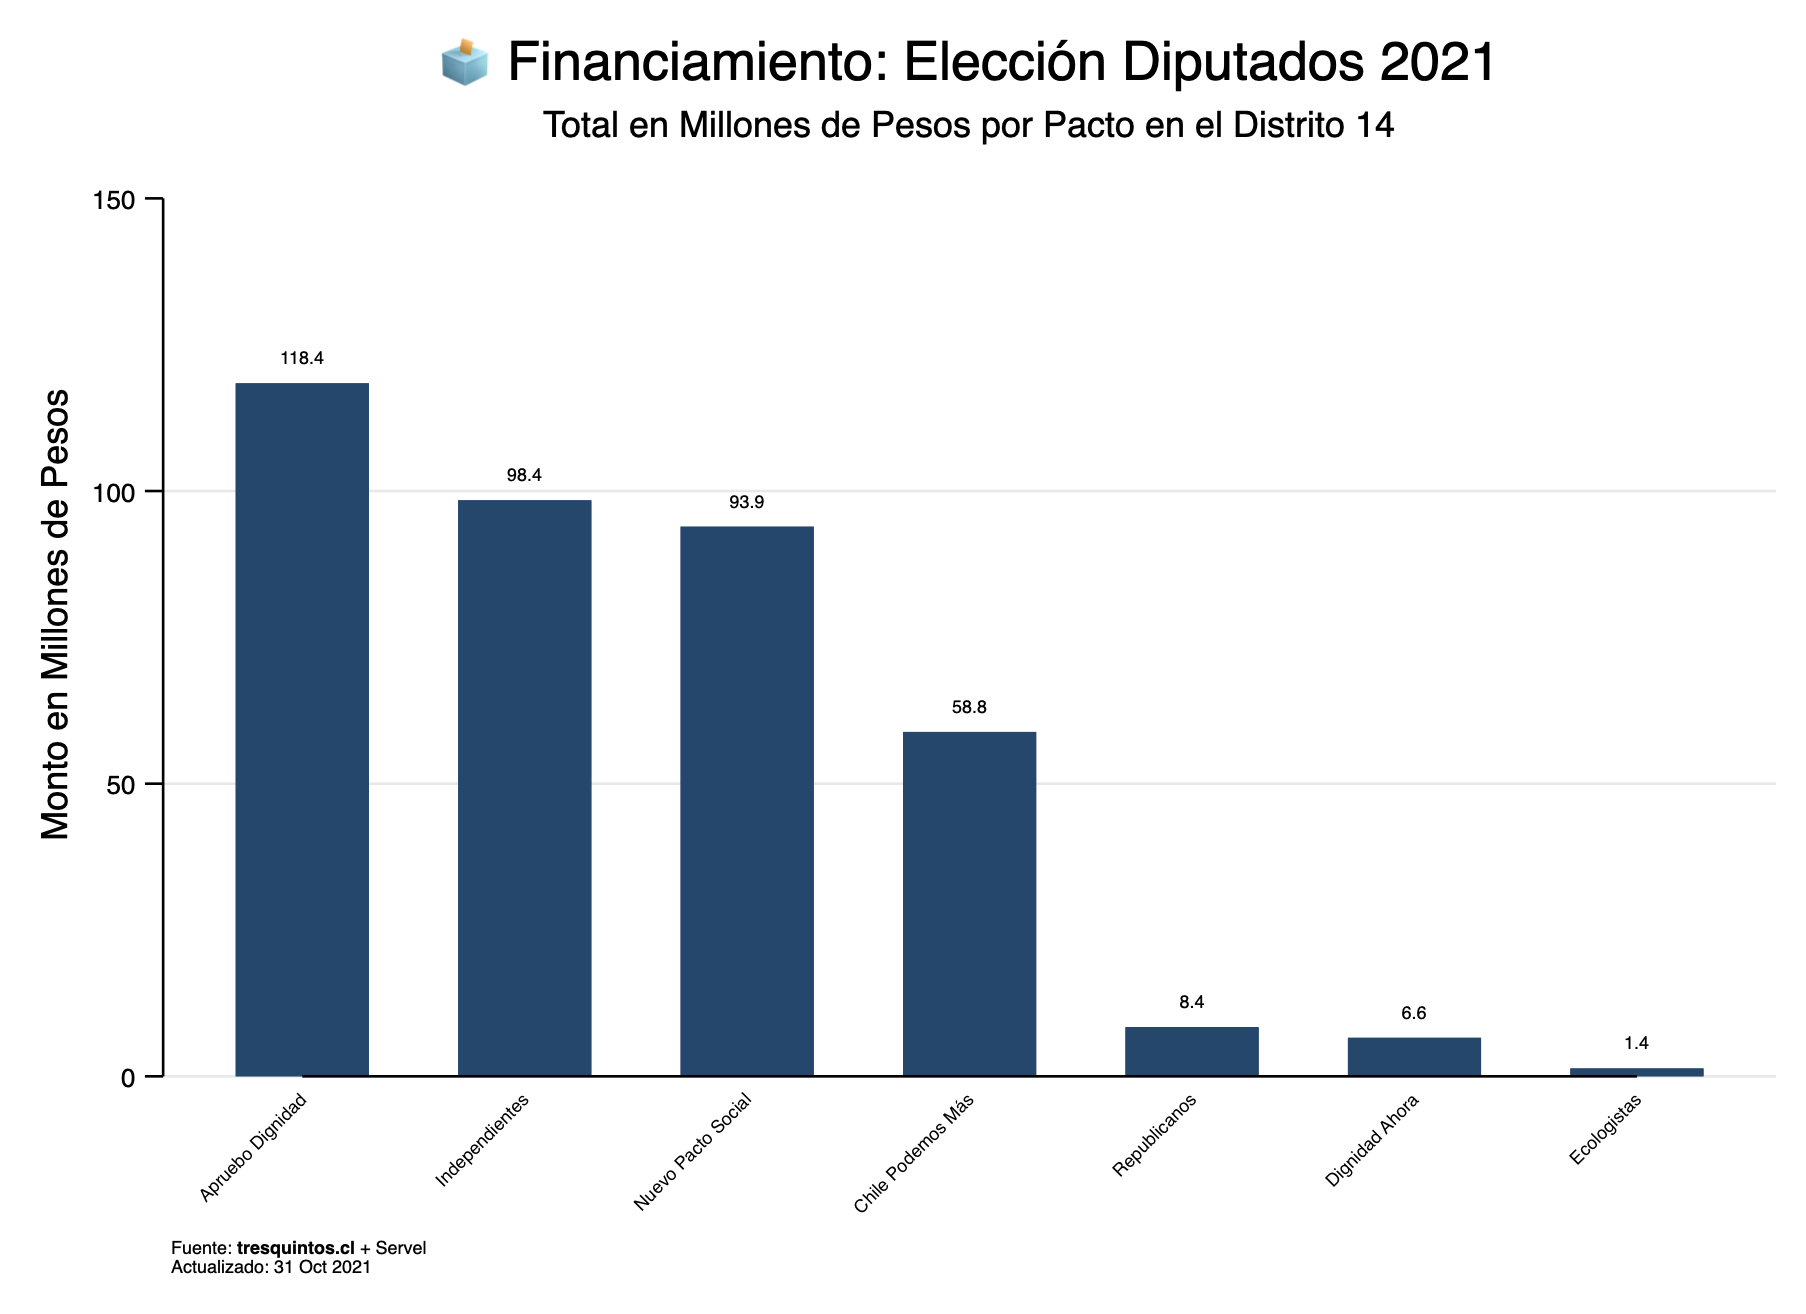 Financiamiento: Elección Diputados 2021
Total en Millones de Pesos por Pacto en el Distrito 14
Monto en Millones de Pesos
150
100
50
0
118.4
98.4
93.9
58.8
8.4
6.6
1.4
Apruebo Dignidad
Independientes
Nuevo Pacto Social
Chile Podemos Más
Republicanos
Dignidad Ahora
Ecologistas
Fuente: tresquintos.cl + Servel
Actualizado: 31 Oct 2021